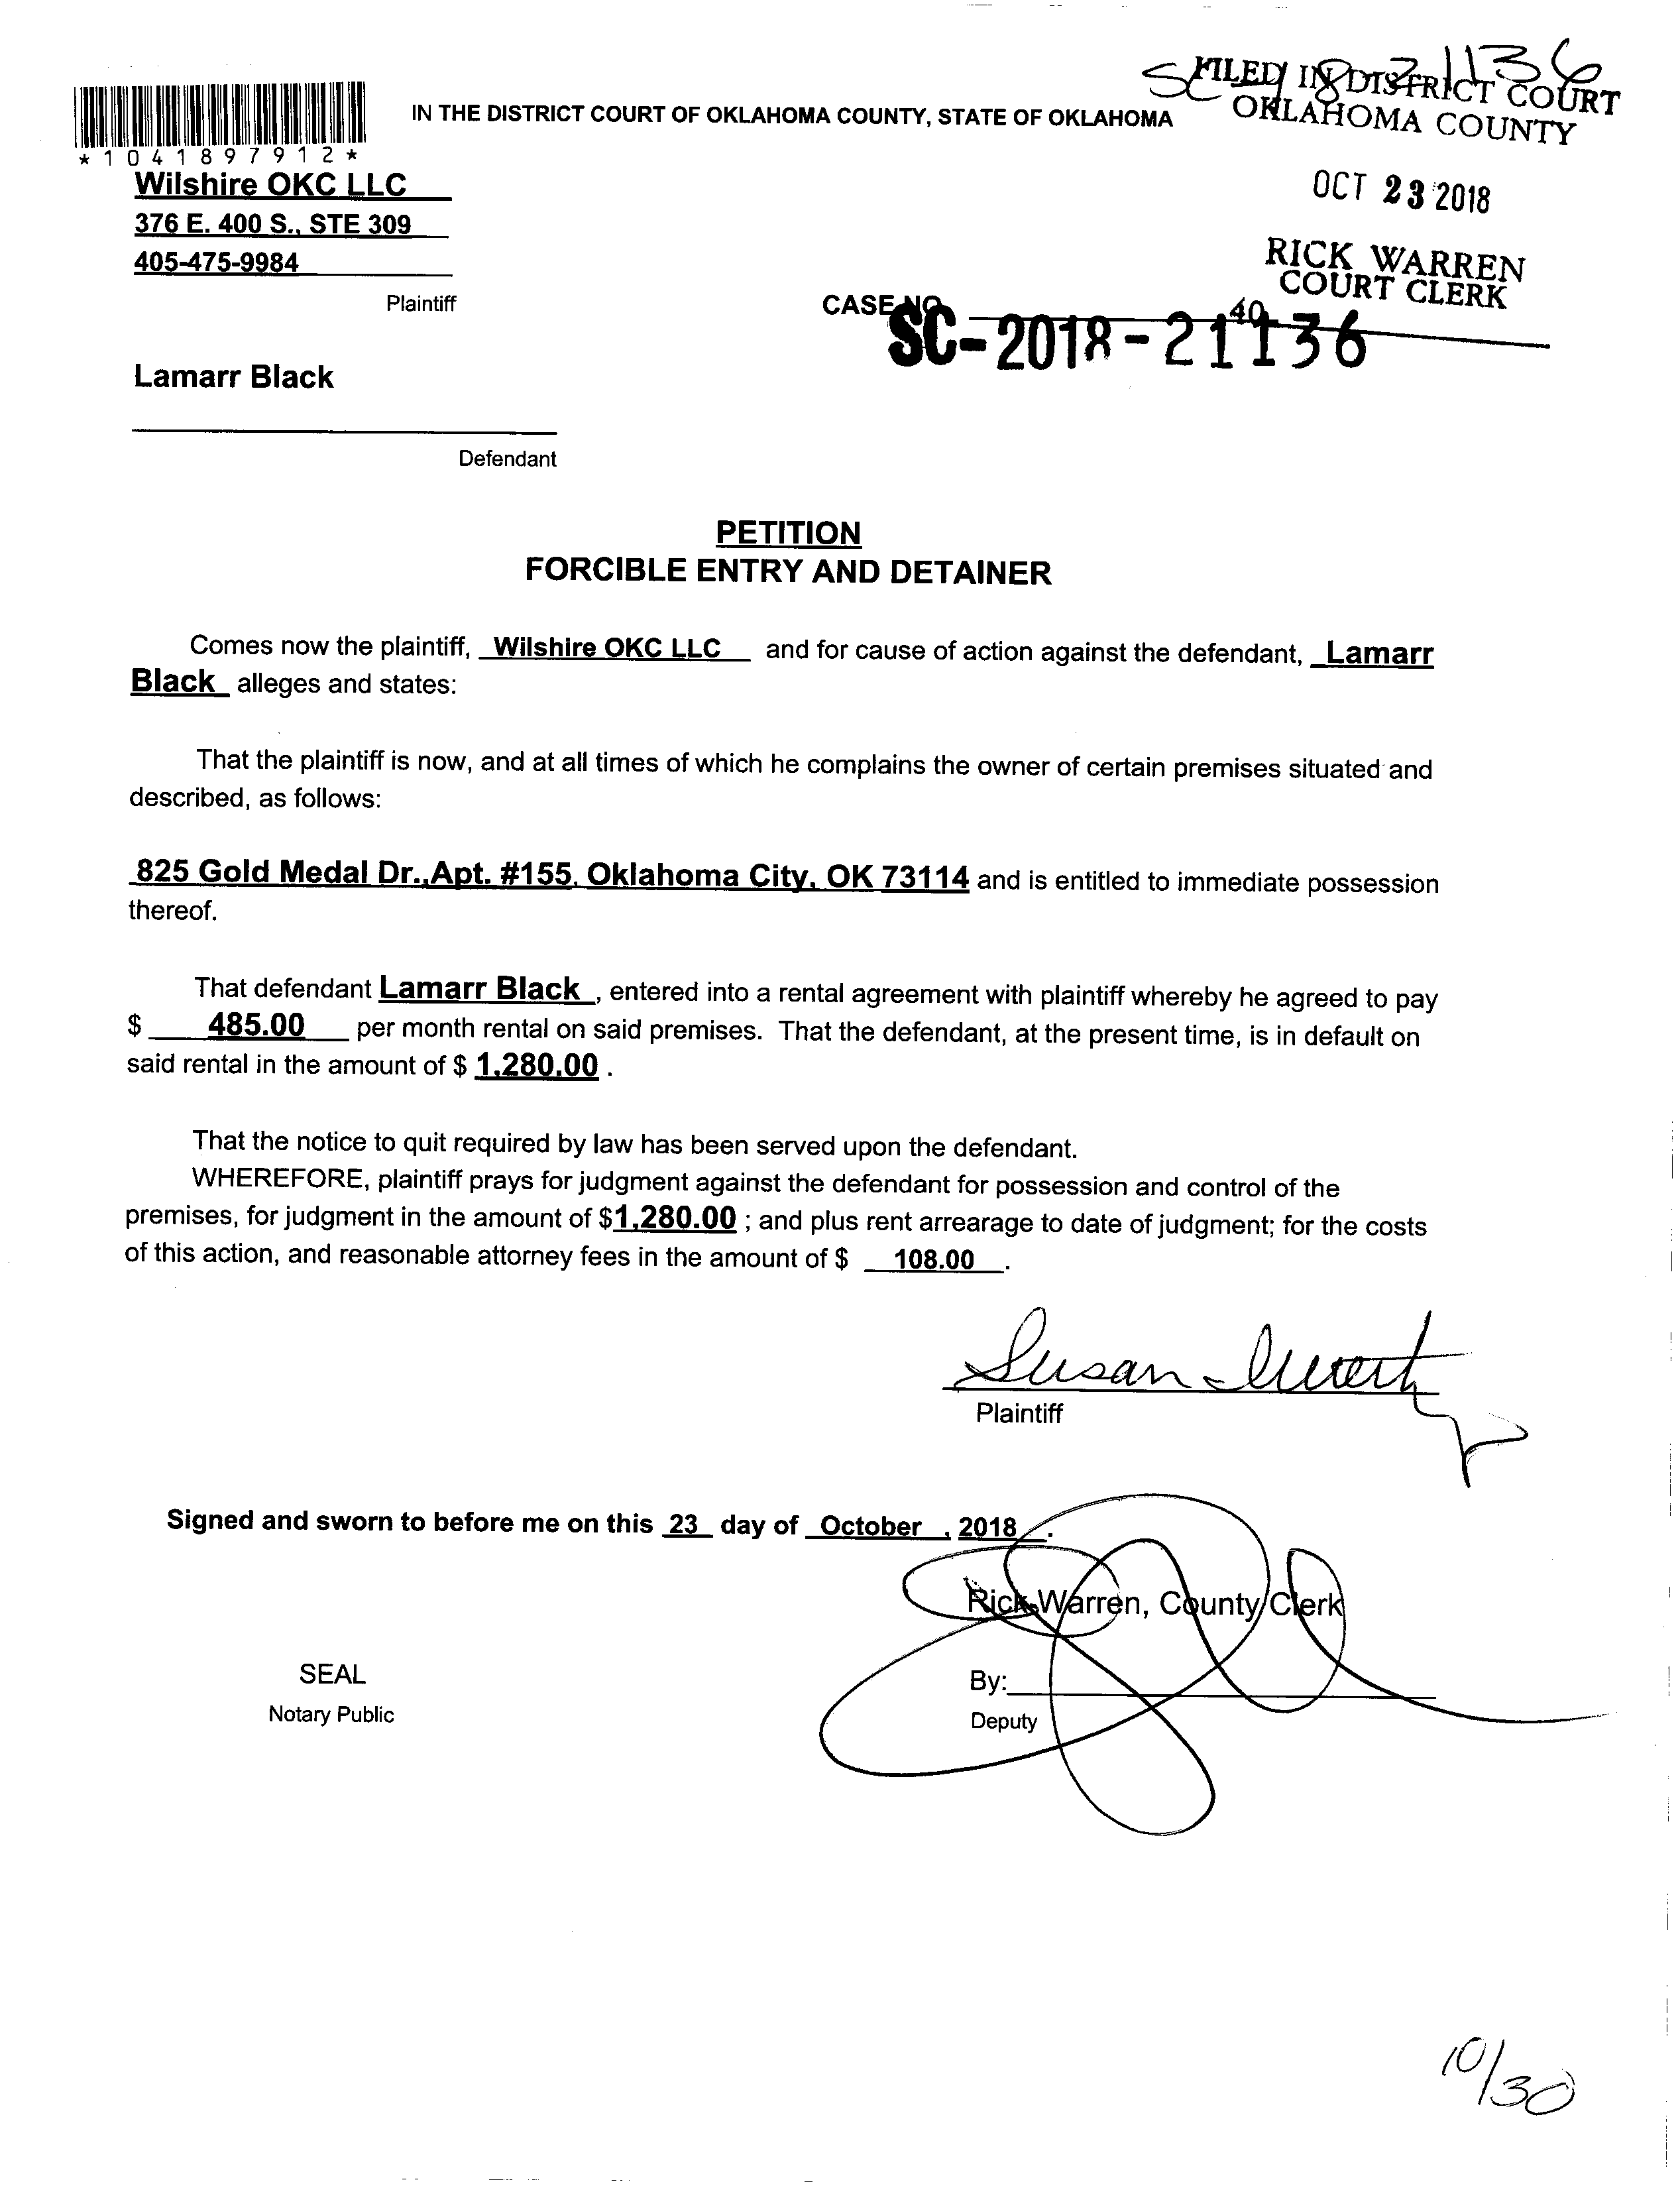 SC 18 21136
FILED IN DISTRICT COURT
OKLAHOMA COUNTY
IN THE DISTRICT COURT OF OKLAHOMA COUNTY, STATE OF OKLAHOMA
*1041897912*
OCT 23 2018
RICK WARREN
COURT CLERK
40
Wilshire OKC LLC
376 E. 400 S., STE 309
405-475-9984
Plaintiff
CASE NO.
SC-2018-21136
Lamarr Black
Defendant
PETITION
FORCIBLE ENTRY AND DETAINER
Comes now the plaintiff, Wilshire OKC LLC and for cause of action against the defendant, Lamarr
Black alleges and states:
That the plaintiff is now, and at all times of which he complains the owner of certain premises situated and
described, as follows:
825 Gold Medal Dr.,Apt. #155, Oklahoma City, OK 73114 and is entitled to immediate possession
thereof.
That defendant Lamarr Black , entered into a rental agreement with plaintiff whereby he agreed to pay
$ 485.00 per month rental on said premises. That the defendant, at the present time, is in default on
said rental in the amount of $ 1,280.00 .
That the notice to quit required by law has been served upon the defendant.
WHEREFORE, plaintiff prays for judgment against the defendant for possession and control of the
premises, for judgment in the amount of $1,280.00 ; and plus rent arrearage to date of judgment; for the costs
of this action, and reasonable attorney fees in the amount of $ 108.00 .
Susan
Plaintiff
Signed and sworn to before me on this 23 day of October , 2018 .
Rick Warren, County Clerk
SEAL
By:
Notary Public
Deputy
10/30